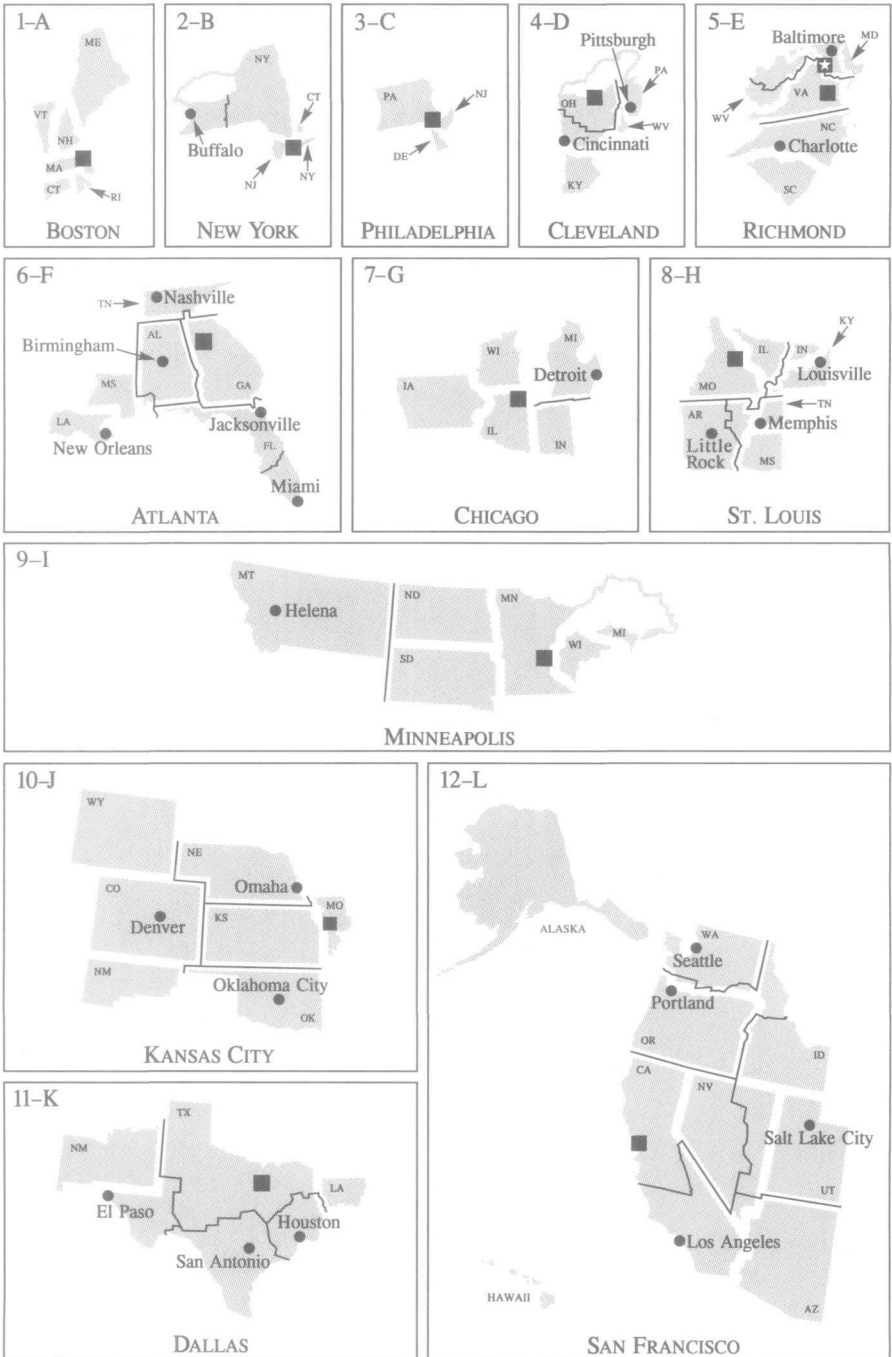 1–A
ME
VT
NH
MA
CT
RI
BOSTON
2–B
NY
Buffalo
CT
NJ
NY
NEW YORK
3–C
PA
NJ
DE
PHILADELPHIA
4–D
Pittsburgh
PA
OH
WV
Cincinnati
KY
CLEVELAND
5–E
Baltimore
MD
VA
WV
NC
Charlotte
SC
RICHMOND
6–F
TN
Nashville
AL
Birmingham
MS
GA
LA
Jacksonville
New Orleans
FL
Miami
ATLANTA
7–G
WI
MI
IA
Detroit
IL
IN
CHICAGO
8–H
KY
IL
IN
Louisville
MO
TN
AR
Memphis
Little
Rock
MS
ST. LOUIS
9–I
MT
ND
MN
Helena
MI
WI
SD
MINNEAPOLIS
10–J
WY
NE
Omaha
CO
MO
KS
Denver
NM
Oklahoma City
OK
KANSAS CITY
11–K
TX
NM
LA
El Paso
Houston
San Antonio
DALLAS
12–L
ALASKA
WA
Seattle
Portland
OR
ID
CA
NV
Salt Lake City
UT
Los Angeles
HAWAII
AZ
SAN FRANCISCO